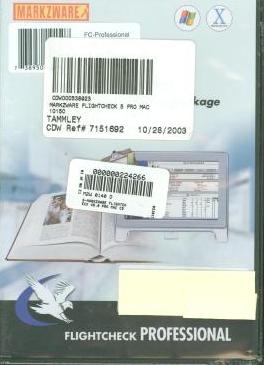 MARKZWARE
FC-Professional
kage
CDW000538023
MARKZWARE FLIGHTCHECK 5 PRO MAC
10150
TAMMLEY
CDW Ref# 7151692 10/28/2003
000000224266
FLIGHTCHECK PROFESSIONAL